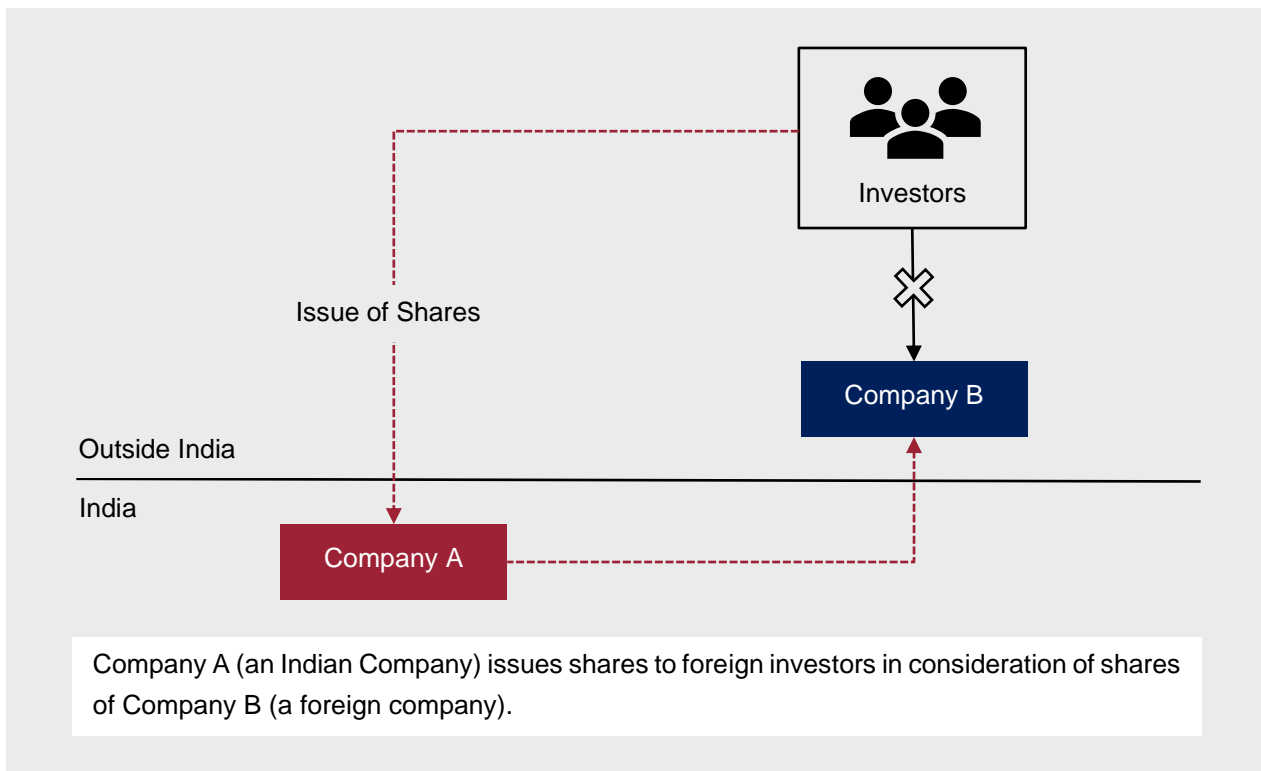 Investors
Issue of Shares
Company B
Outside India
India
Company A
Company A (an Indian Company) issues shares to foreign investors in consideration of shares
of Company B (a foreign company).